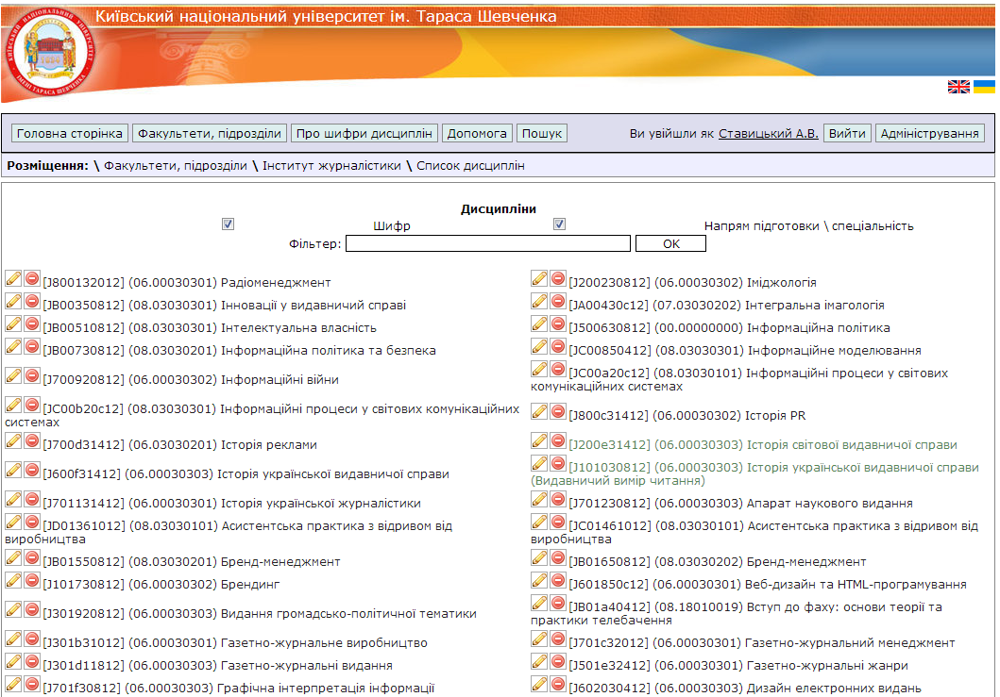 Київський національний університет ім. Тараса Шевченка
Головна сторінка Факультети, підрозділи Про шифри дисциплін Допомога Пошук Ви увійшли як Ставицький А.В. Вийти Адміністрування
Розміщення: \ Факультети, підрозділи \ Інститут журналістики \ Список дисциплін
Дисципліни
Шифр Напрям підготовки \ спеціальність
Фільтер: OK
[J800132012] (06.00030301) Радіоменеджмент
[J200230812] (06.00030302) Іміджологія
[JB00350812] (08.03030301) Інновації у видавничий справі
[JA00430c12] (07.03030202) Інтегральна імагологія
[JB00510812] (08.03030301) Інтелектуальна власність
[J500630812] (00.00000000) Інформаційна політика
[JB00730812] (08.03030201) Інформаційна політика та безпека
[JC00850412] (08.03030301) Інформаційне моделювання
[J700920812] (06.00030302) Інформаційні війни
[JC00a20c12] (08.03030101) Інформаційні процеси у світових
комунікаційних системах
[JC00b20c12] (08.03030301) Інформаційні процеси у світових комунікаційних
системах
[J800c31412] (06.00030302) Історія PR
[J700d31412] (06.03030201) Історія реклами
[J200e31412] (06.00030303) Історія світової видавничої справи
[J600f31412] (06.00030303) Історія української видавничої справи
[J101030812] (06.00030303) Історія української видавничої справи
(Видавничий вимір читання)
[J701131412] (06.00030301) Історія української журналістики
[J701230812] (06.00030303) Апарат наукового видання
[JD01361012] (08.03030101) Асистентська практика з відривом від
виробництва
[JC01461012] (08.03030101) Асистентська практика з відривом від
виробництва
[JB01550812] (08.03030201) Бренд-менеджмент
[JB01650812] (08.03030202) Бренд-менеджмент
[J101730812] (06.00030302) Брендинг
[J601850c12] (06.00030301) Веб-дизайн та HTML-програмування
[J301920812] (06.00030303) Видання громадсько-політичної тематики
[JB01a40412] (08.18010019) Вступ до фаху: основи теорії та
практики телебачення
[J301b31012] (06.00030301) Газетно-журнальне виробництво
[J701c32012] (06.00030301) Газетно-журнальний менеджмент
[J301d11812] (06.00030303) Газетно-журнальні видання
[J501e32412] (06.00030301) Газетно-журнальні жанри
[J701f30812] (06.00030303) Графічна інтерпретація інформації
[J602030412] (06.00030303) Дизайн електронних видань